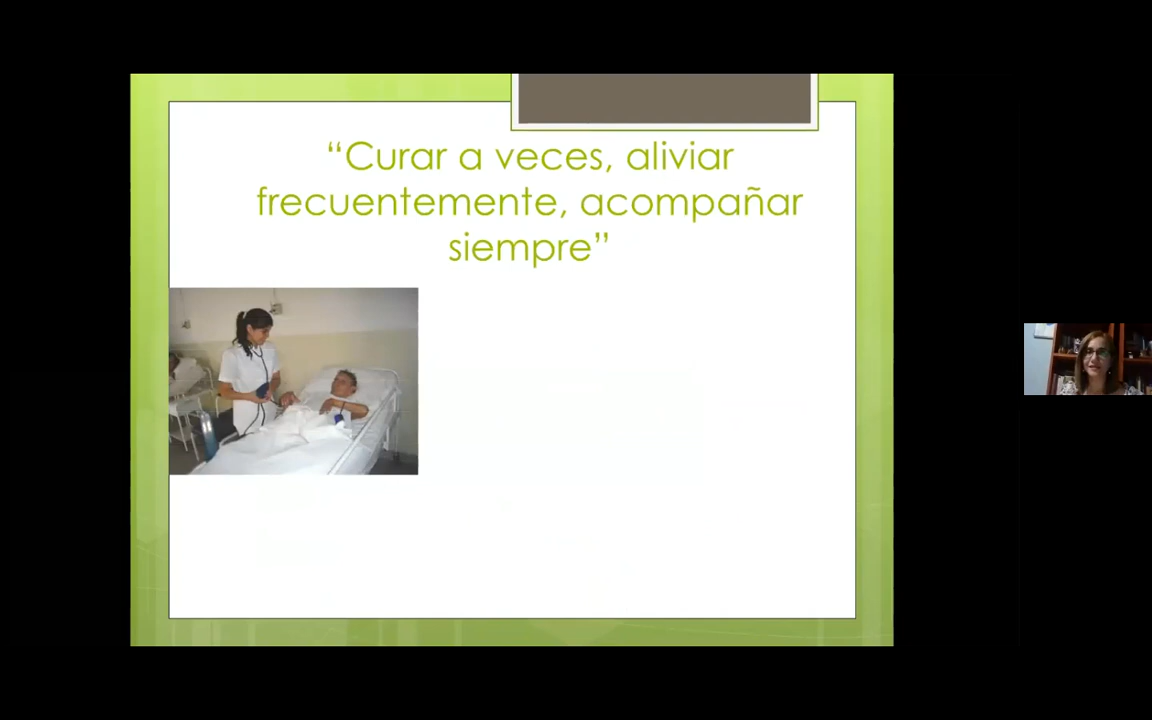 “Curar a veces, aliviar
frecuentemente, acompañar
siempre”